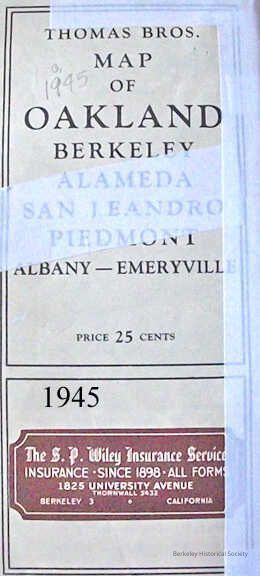 THOMAS BROS.
MAP
1945
OF
OAKLAND
BERKELEY
ALAMEDA
SAN LEANDRO
PIEDMONT
ALBANY — EMERYVILLE
PRICE 25 CENTS
1945
The S. P. Wiley Insurance Service
INSURANCE · SINCE 1898 · ALL FORMS
1825 UNIVERSITY AVENUE
THORNWALL 3432
BERKELEY 3 • CALIFORNIA
Berkeley Historical Society